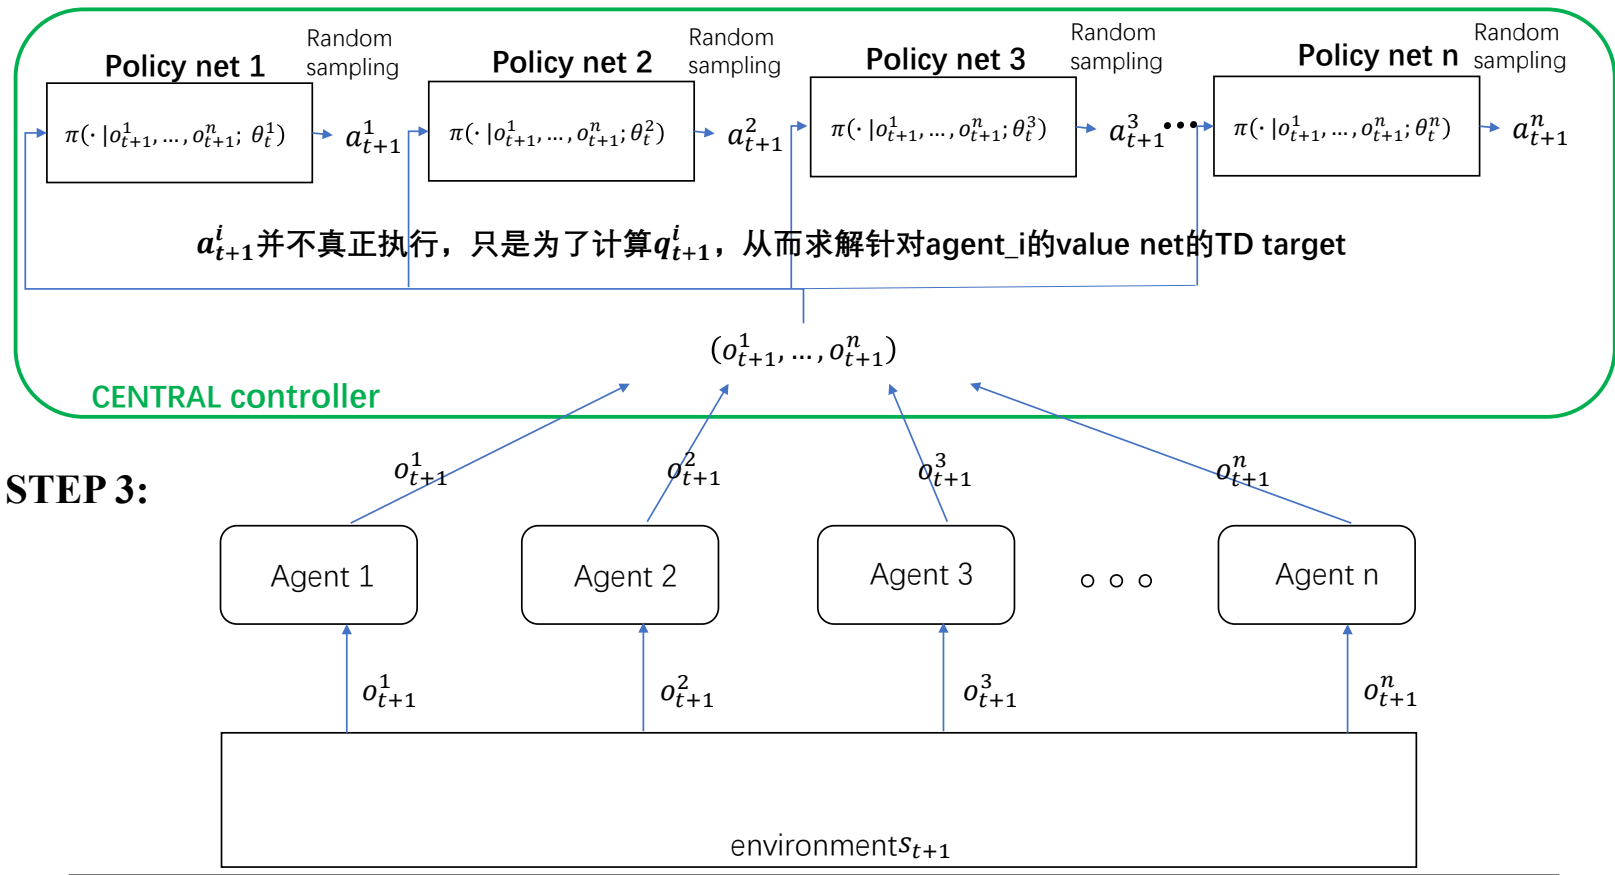 Policy net 1
Random sampling
Policy net 2
Random sampling
Policy net 3
Random sampling
Policy net n
Random sampling
π(· |o¹ₜ₊₁, …, oⁿₜ₊₁; θ¹ₜ)
a¹ₜ₊₁
π(· |o¹ₜ₊₁, …, oⁿₜ₊₁; θ²ₜ)
a²ₜ₊₁
π(· |o¹ₜ₊₁, …, oⁿₜ₊₁; θ³ₜ)
a³ₜ₊₁
•••
π(· |o¹ₜ₊₁, …, oⁿₜ₊₁; θⁿₜ)
aⁿₜ₊₁
aⁱₜ₊₁并不真正执行，只是为了计算qⁱₜ₊₁，从而求解针对agent_i的value net的TD target
(o¹ₜ₊₁, …, oⁿₜ₊₁)
CENTRAL controller
o¹ₜ₊₁
o²ₜ₊₁
o³ₜ₊₁
oⁿₜ₊₁
STEP 3:
Agent 1
Agent 2
Agent 3
Agent n
o¹ₜ₊₁
o²ₜ₊₁
o³ₜ₊₁
oⁿₜ₊₁
environmentsₜ₊₁